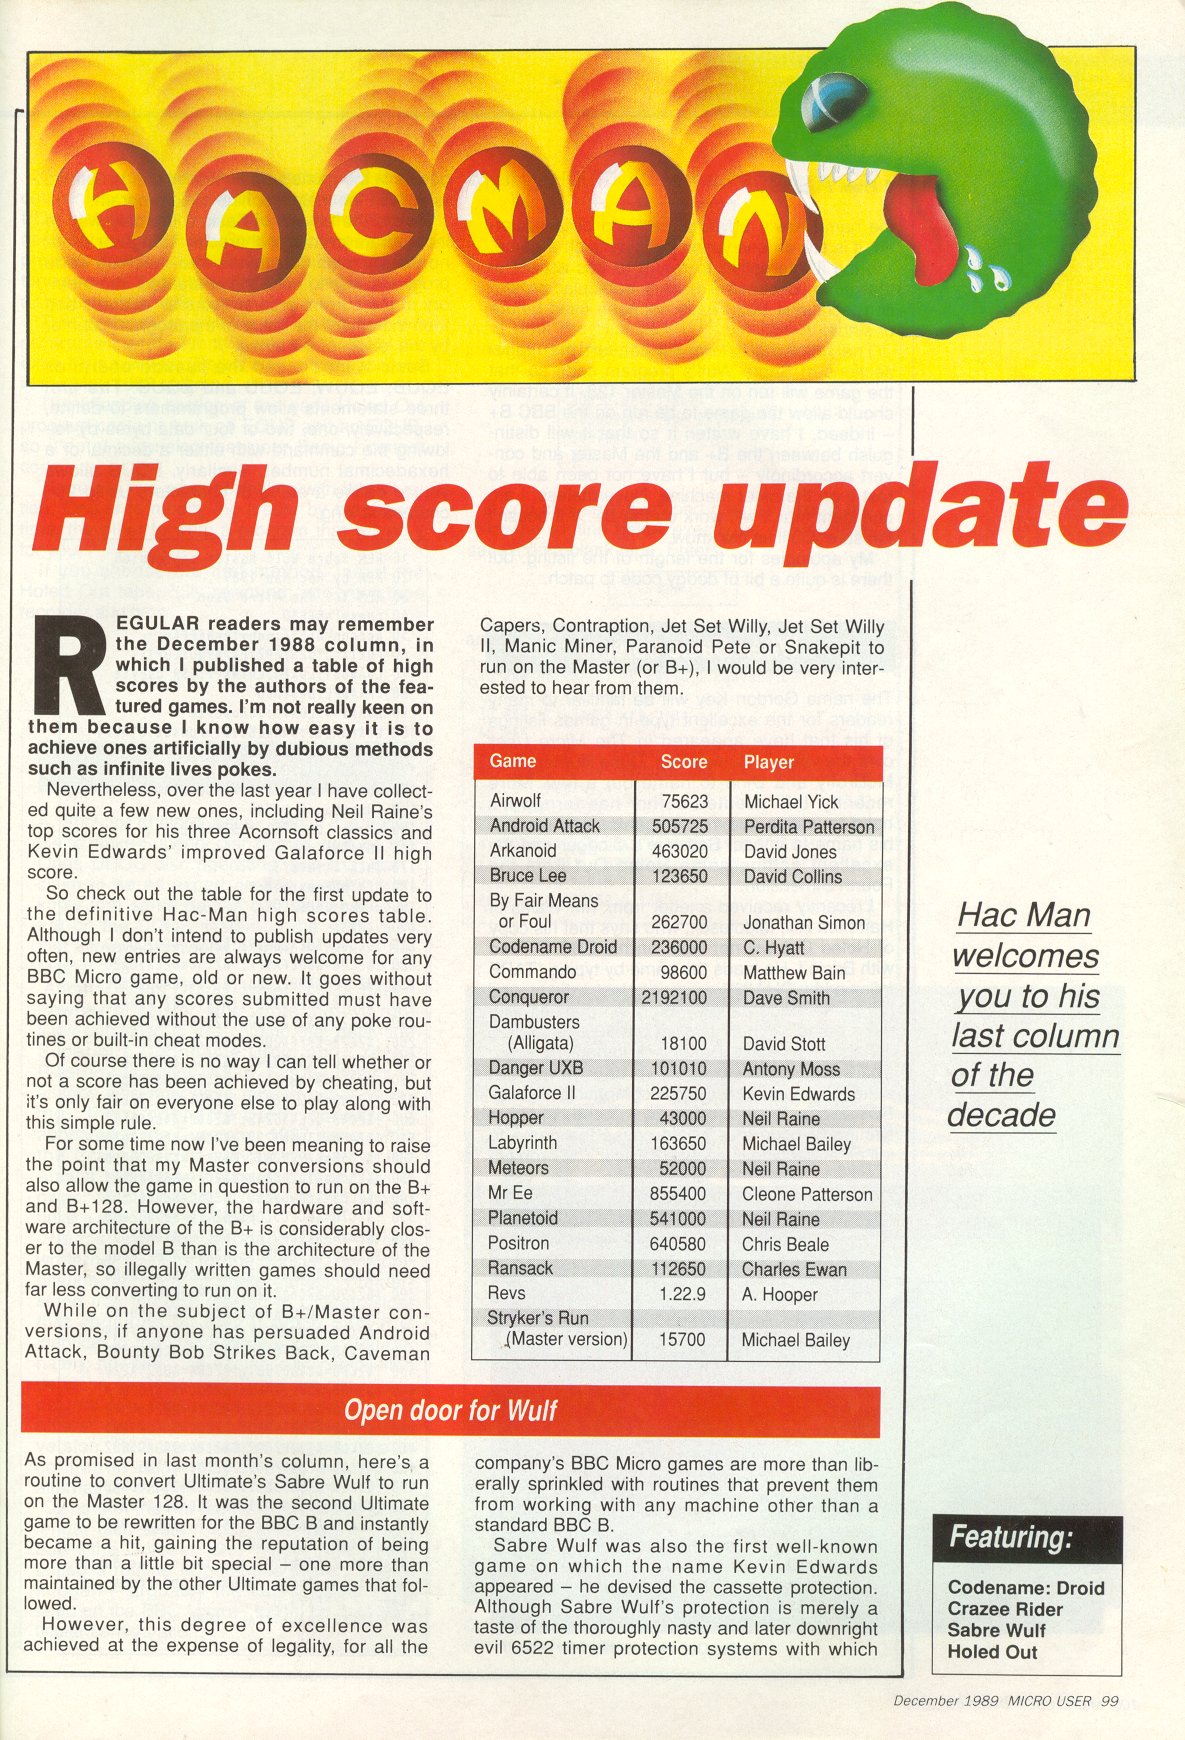 HACMAN
High score update
REGULAR readers may remember
the December 1988 column, in
which I published a table of high
scores by the authors of the fea-
tured games. I'm not really keen on
them because I know how easy it is to
achieve ones artificially by dubious methods
such as infinite lives pokes.
Nevertheless, over the last year I have collect-
ed quite a few new ones, including Neil Raine's
top scores for his three Acornsoft classics and
Kevin Edwards' improved Galaforce II high
score.
So check out the table for the first update to
the definitive Hac-Man high scores table.
Although I don't intend to publish updates very
often, new entries are always welcome for any
BBC Micro game, old or new. It goes without
saying that any scores submitted must have
been achieved without the use of any poke rou-
tines or built-in cheat modes.
Of course there is no way I can tell whether or
not a score has been achieved by cheating, but
it's only fair on everyone else to play along with
this simple rule.
For some time now I've been meaning to raise
the point that my Master conversions should
also allow the game in question to run on the B+
and B+128. However, the hardware and soft-
ware architecture of the B+ is considerably clos-
er to the model B than is the architecture of the
Master, so illegally written games should need
far less converting to run on it.
While on the subject of B+/Master con-
versions, if anyone has persuaded Android
Attack, Bounty Bob Strikes Back, Caveman
Capers, Contraption, Jet Set Willy, Jet Set Willy
II, Manic Miner, Paranoid Pete or Snakepit to
run on the Master (or B+), I would be very inter-
ested to hear from them.
Game Score Player
Airwolf 75623 Michael Yick
Android Attack 505725 Perdita Patterson
Arkanoid 463020 David Jones
Bruce Lee 123650 David Collins
By Fair Means
or Foul 262700 Jonathan Simon
Codename Droid 236000 C. Hyatt
Commando 98600 Matthew Bain
Conqueror 2192100 Dave Smith
Dambusters
(Alligata) 18100 David Stott
Danger UXB 101010 Antony Moss
Galaforce II 225750 Kevin Edwards
Hopper 43000 Neil Raine
Labyrinth 163650 Michael Bailey
Meteors 52000 Neil Raine
Mr Ee 855400 Cleone Patterson
Planetoid 541000 Neil Raine
Positron 640580 Chris Beale
Ransack 112650 Charles Ewan
Revs 1.22.9 A. Hooper
Stryker's Run
(Master version) 15700 Michael Bailey
Hac Man
welcomes
you to his
last column
of the
decade
Open door for Wulf
As promised in last month's column, here's a
routine to convert Ultimate's Sabre Wulf to run
on the Master 128. It was the second Ultimate
game to be rewritten for the BBC B and instantly
became a hit, gaining the reputation of being
more than a little bit special – one more than
maintained by the other Ultimate games that fol-
lowed.
However, this degree of excellence was
achieved at the expense of legality, for all the
company's BBC Micro games are more than lib-
erally sprinkled with routines that prevent them
from working with any machine other than a
standard BBC B.
Sabre Wulf was also the first well-known
game on which the name Kevin Edwards
appeared – he devised the cassette protection.
Although Sabre Wulf's protection is merely a
taste of the thoroughly nasty and later downright
evil 6522 timer protection systems with which
Featuring:
Codename: Droid
Crazee Rider
Sabre Wulf
Holed Out
December 1989 MICRO USER 99